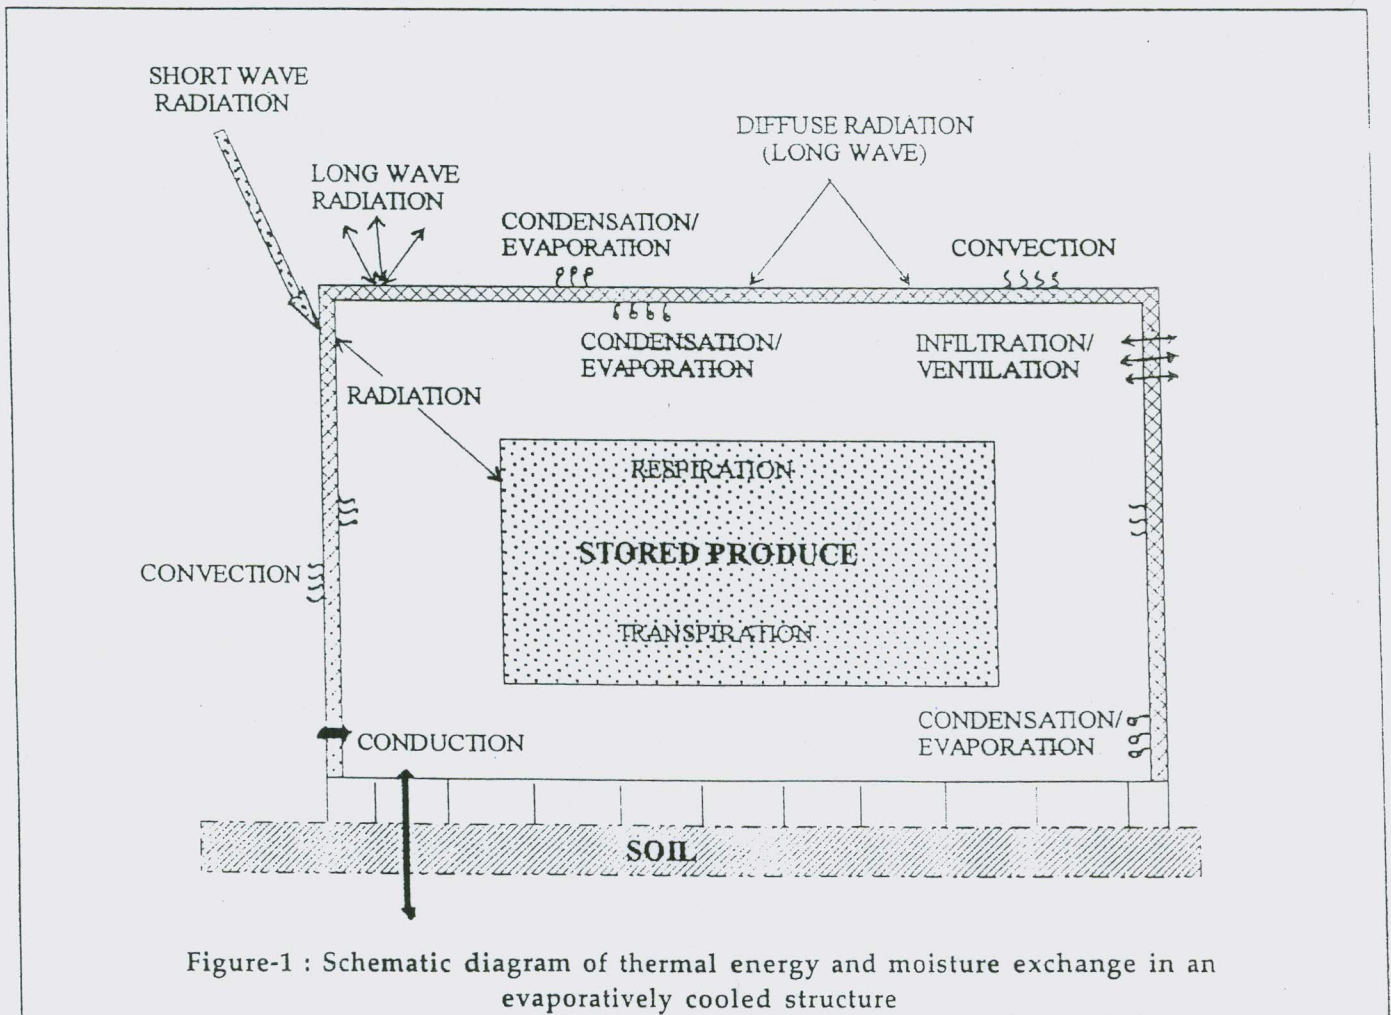 SHORT WAVE
RADIATION
LONG WAVE
RADIATION
DIFFUSE RADIATION
(LONG WAVE)
CONDENSATION/
EVAPORATION
CONVECTION
CONDENSATION/
EVAPORATION
INFILTRATION/
VENTILATION
RADIATION
RESPIRATION
STORED PRODUCE
CONVECTION
TRANSPIRATION
CONDENSATION/
EVAPORATION
CONDUCTION
SOIL
Figure-1 : Schematic diagram of thermal energy and moisture exchange in an
evaporatively cooled structure